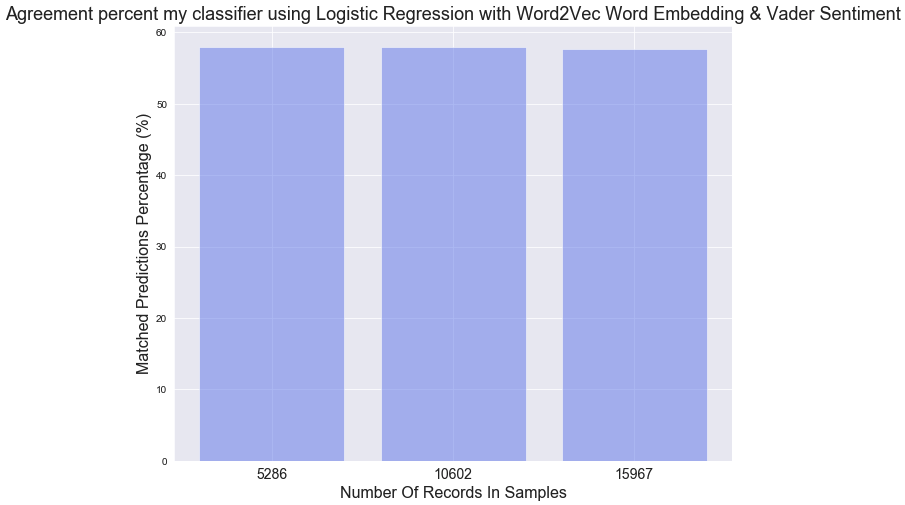 Agreement percent my classifier using Logistic Regression with Word2Vec Word Embedding & Vader Sentiment
60
50
40
30
20
10
0
Matched Predictions Percentage (%)
5286 10602 15967
Number Of Records In Samples